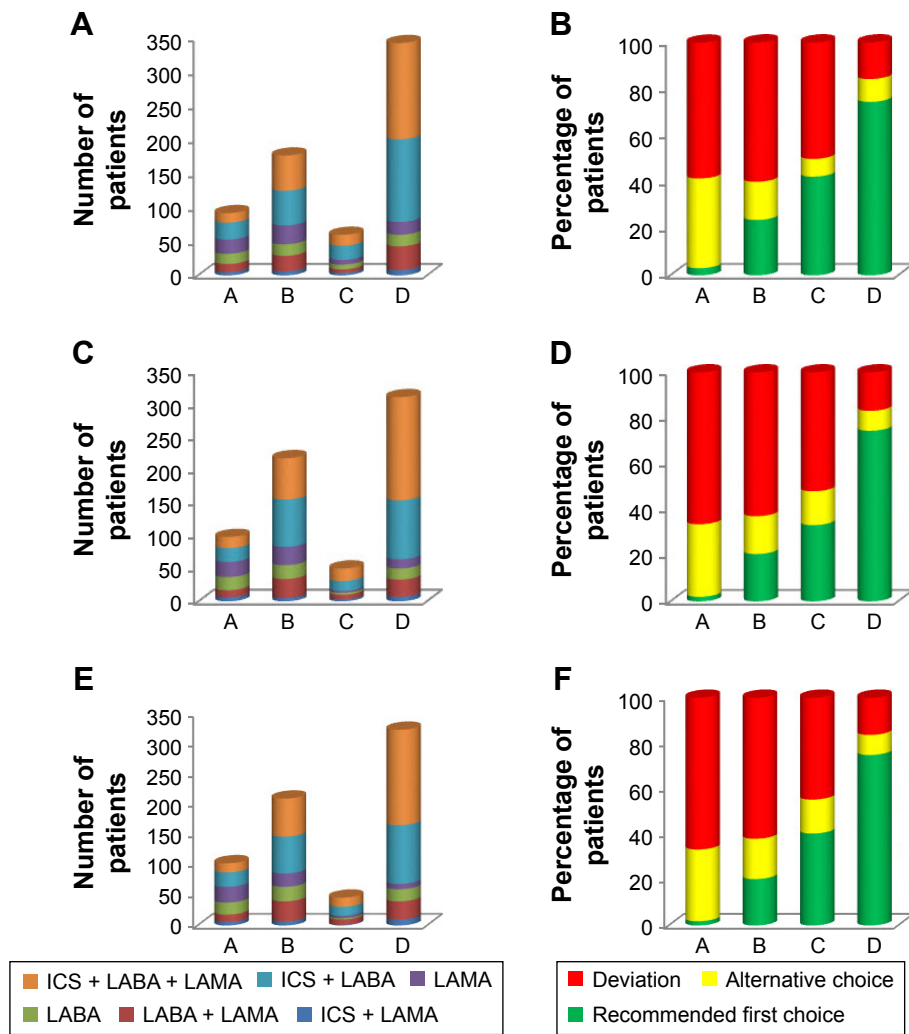 A
Number of
patients
350
300
250
200
150
100
50
0
A B C D
B
Percentage of
patients
100
80
60
40
20
0
A B C D
C
Number of
patients
350
300
250
200
150
100
50
0
A B C D
D
Percentage of
patients
100
80
60
40
20
0
A B C D
E
Number of
patients
350
300
250
200
150
100
50
0
A B C D
F
Percentage of
patients
100
80
60
40
20
0
A B C D
ICS + LABA + LAMA ICS + LABA LAMA
LABA LABA + LAMA ICS + LAMA
Deviation Alternative choice
Recommended first choice